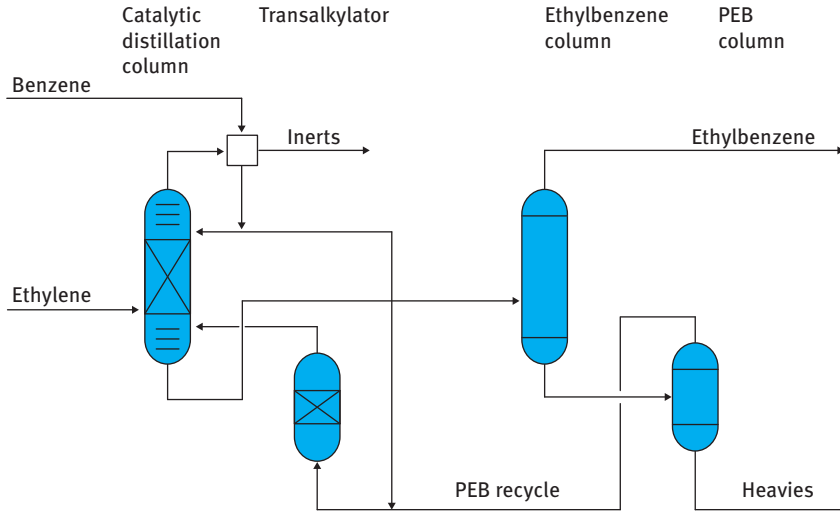 Catalytic
distillation
column
Transalkylator
Ethylbenzene
column
PEB
column
Benzene
Inerts
Ethylbenzene
Ethylene
PEB recycle
Heavies